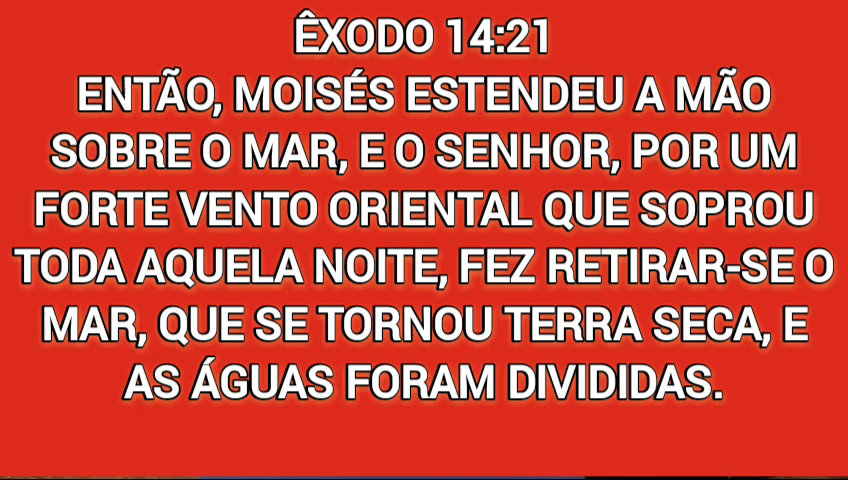 ÊXODO 14:21
ENTÃO, MOISÉS ESTENDEU A MÃO
SOBRE O MAR, E O SENHOR, POR UM
FORTE VENTO ORIENTAL QUE SOPROU
TODA AQUELA NOITE, FEZ RETIRAR-SE O
MAR, QUE SE TORNOU TERRA SECA, E
AS ÁGUAS FORAM DIVIDIDAS.